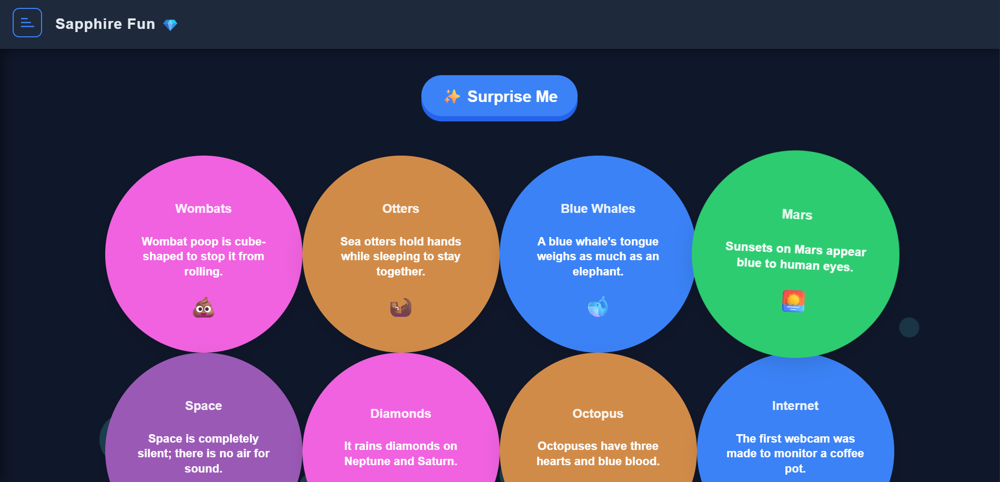 Sapphire Fun
Surprise Me
Wombats
Wombat poop is cube-
shaped to stop it from
rolling.
Otters
Sea otters hold hands
while sleeping to stay
together.
Blue Whales
A blue whale's tongue
weighs as much as an
elephant.
Mars
Sunsets on Mars appear
blue to human eyes.
Space
Space is completely
silent; there is no air for
sound.
Diamonds
It rains diamonds on
Neptune and Saturn.
Octopus
Octopuses have three
hearts and blue blood.
Internet
The first webcam was
made to monitor a coffee
pot.